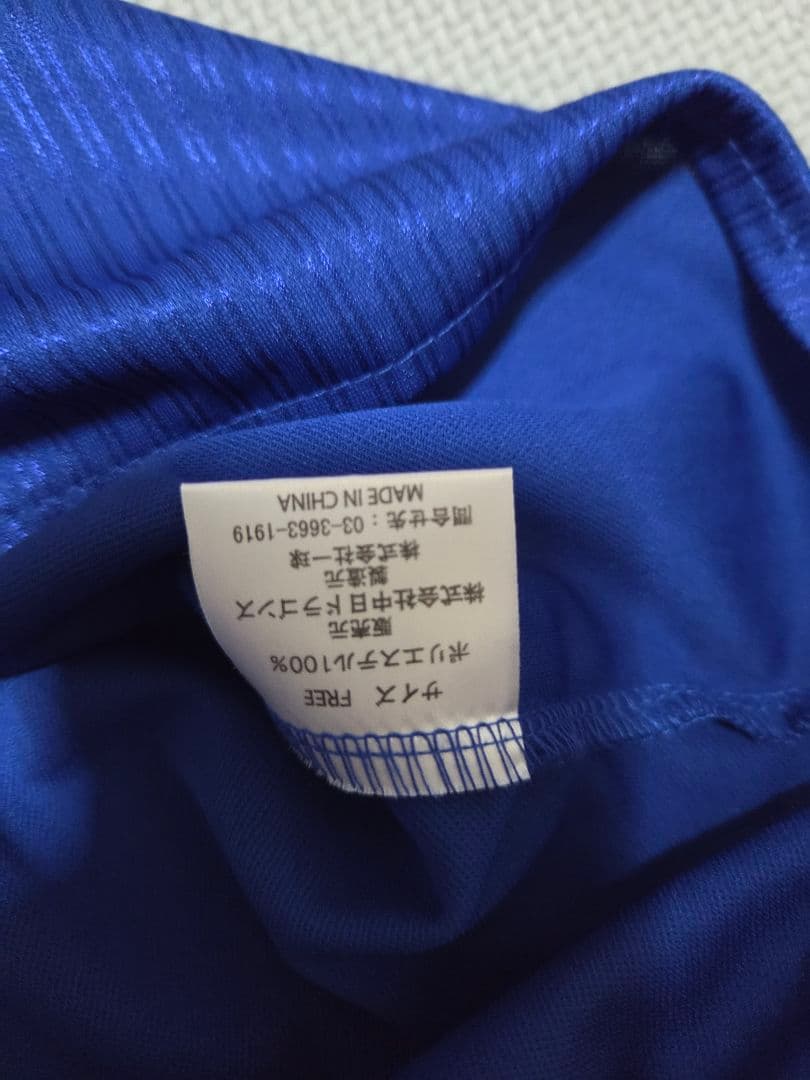 サイズ FREE
ポリエステル100%
販売元
株式会社中日ドラゴンズ
製造元
株式会社一球
問合せ先：03-3663-1919
MADE IN CHINA